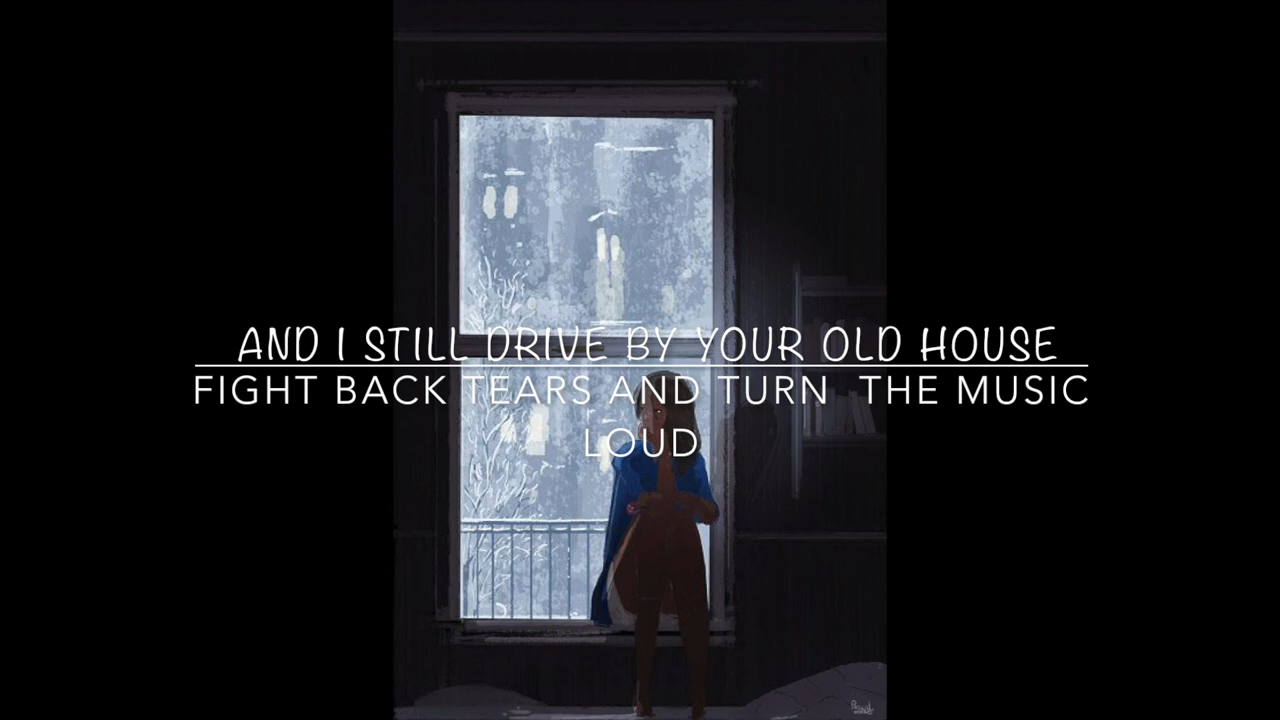 AND I STILL DRIVE BY YOUR OLD HOUSE
FIGHT BACK TEARS AND TURN THE MUSIC
LOUD